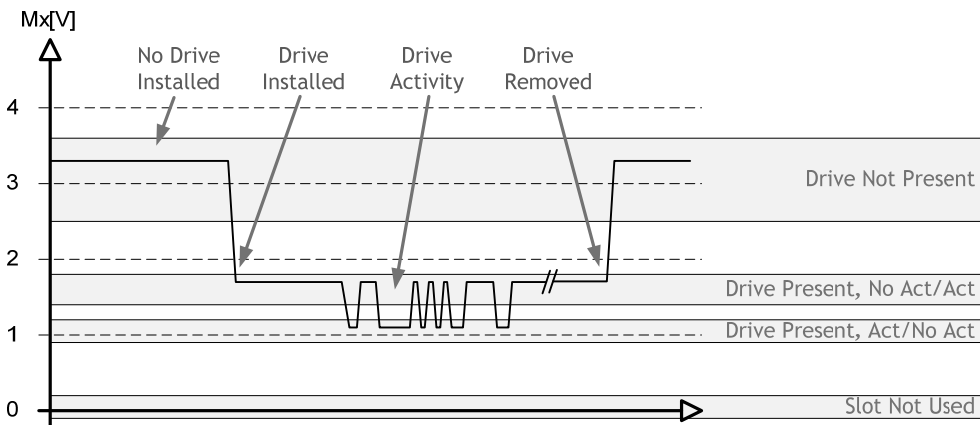 Mx[V]
No Drive
Installed
Drive
Installed
Drive
Activity
Drive
Removed
4
3
Drive Not Present
2
Drive Present, No Act/Act
1
Drive Present, Act/No Act
0
Slot Not Used